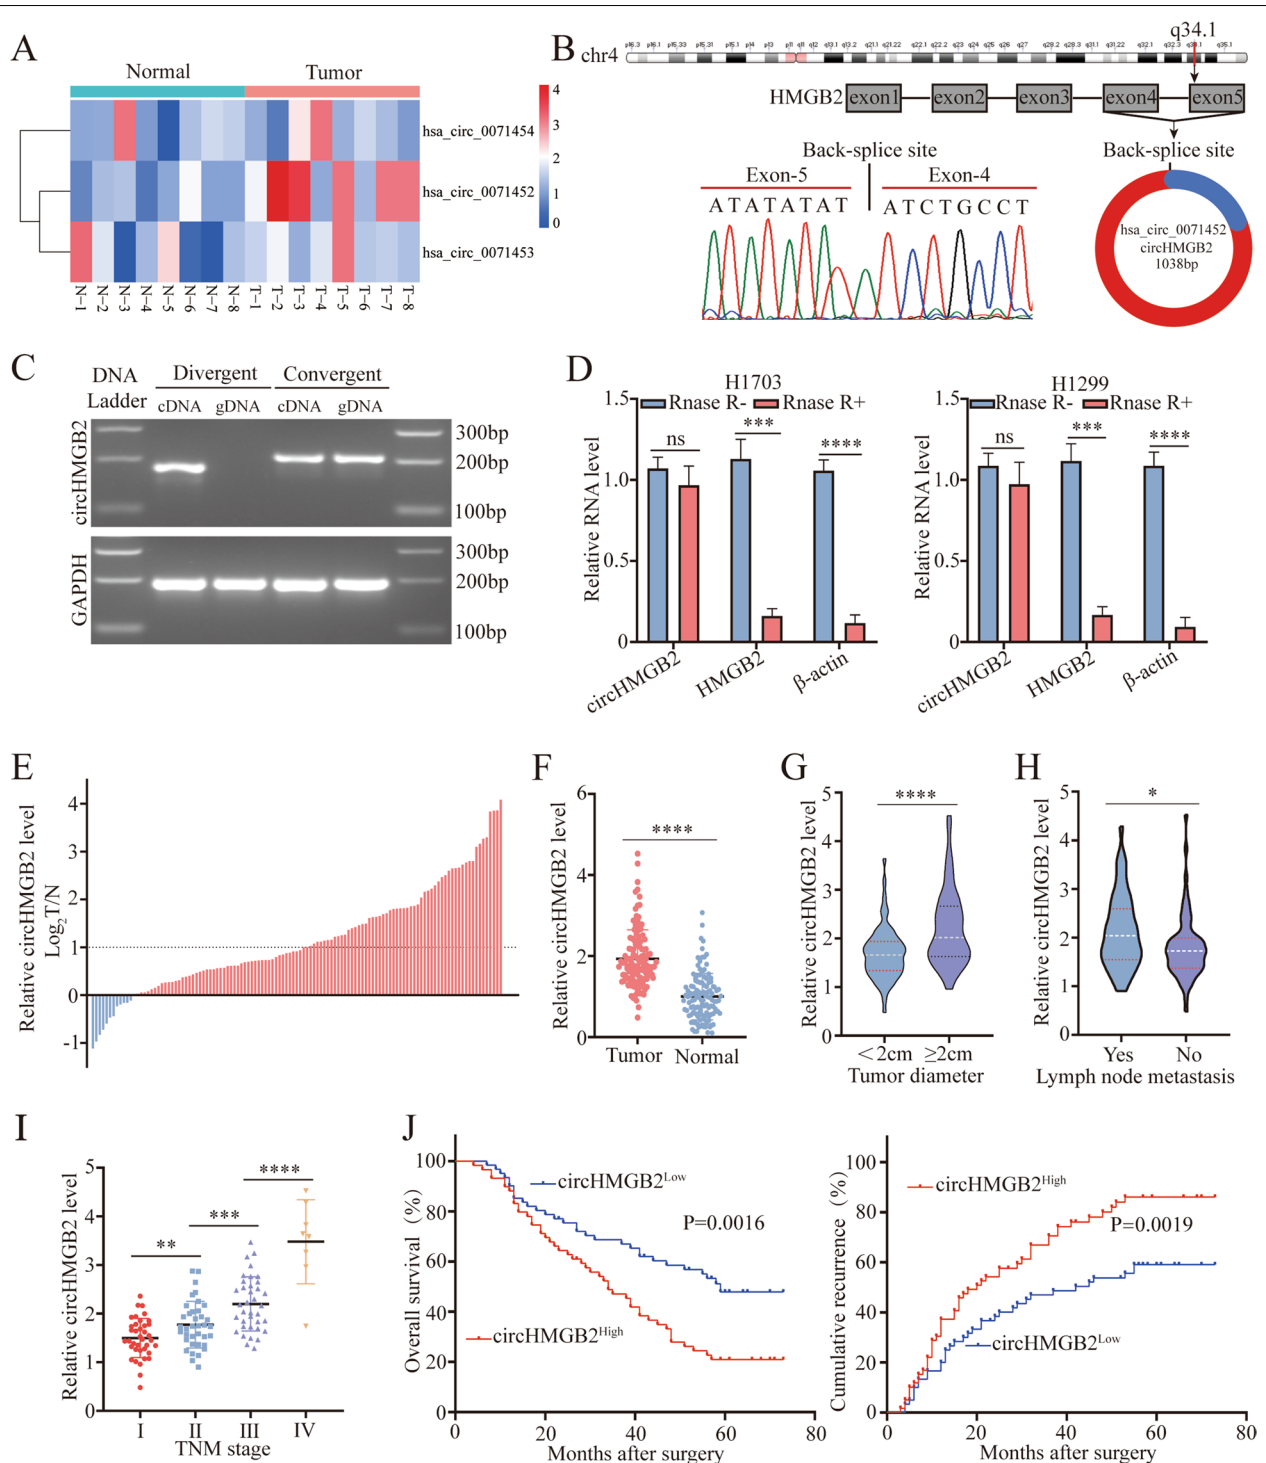 A
Normal
Tumor
hsa_circ_0071454
hsa_circ_0071452
hsa_circ_0071453
4
3
2
1
0
N-1
N-2
N-3
N-4
N-5
N-6
N-7
N-8
T-1
T-2
T-3
T-4
T-5
T-6
T-7
T-8
B
q34.1
chr4
HMGB2
exon1
exon2
exon3
exon4
exon5
Back-splice site
Exon-5
Exon-4
ATATATAT
ATCTGCCT
Back-splice site
hsa_circ_0071452
circHMGB2
1038bp
C
DNA
Ladder
Divergent
Convergent
cDNA
gDNA
cDNA
gDNA
circHMGB2
300bp
200bp
100bp
GAPDH
300bp
200bp
100bp
D
H1703
Rnase R-
Rnase R+
Relative RNA level
1.5
1.0
0.5
0
ns
***
****
circHMGB2
HMGB2
β-actin
H1299
Rnase R-
Rnase R+
Relative RNA level
1.5
1.0
0.5
0
ns
***
****
circHMGB2
HMGB2
β-actin
E
Relative circHMGB2 level
Log2T/N
4
3
2
1
0
-1
F
Relative circHMGB2 level
6
4
2
0
****
Tumor
Normal
G
Relative circHMGB2 level
5
4
3
2
1
0
****
<2cm
≥2cm
Tumor diameter
H
Relative circHMGB2 level
5
4
3
2
1
0
*
Yes
No
Lymph node metastasis
I
Relative circHMGB2 level
5
4
3
2
1
0
**
***
****
I
II
III
IV
TNM stage
J
Overall survival (%)
100
80
60
40
20
0
circHMGB2Low
P=0.0016
circHMGB2High
0
20
40
60
80
Months after surgery
Cumulative recurrence (%)
100
80
60
40
20
0
circHMGB2High
P=0.0019
circHMGB2Low
0
20
40
60
80
Months after surgery